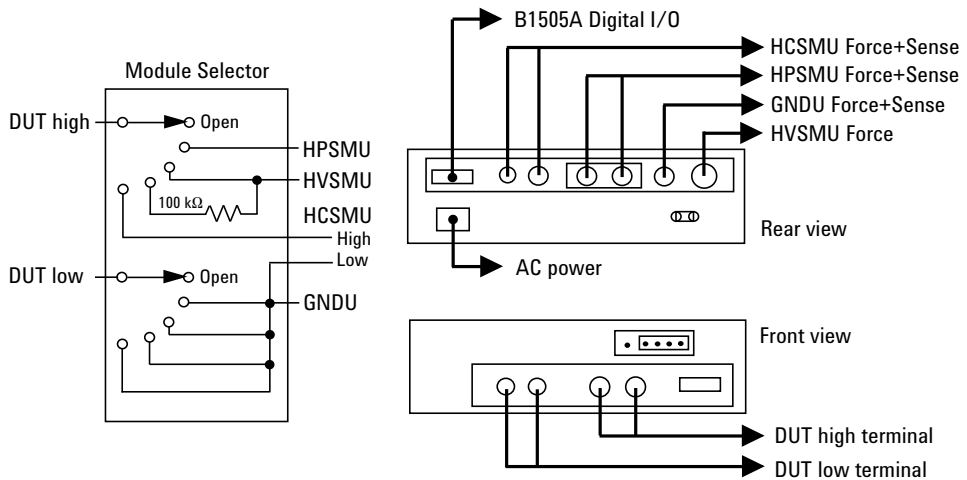 B1505A Digital I/O
HCSMU Force+Sense
HPSMU Force+Sense
GNDU Force+Sense
HVSMU Force
Module Selector
DUT high
Open
HPSMU
HVSMU
100 kΩ
HCSMU
High
Low
DUT low
Open
GNDU
Rear view
AC power
Front view
DUT high terminal
DUT low terminal